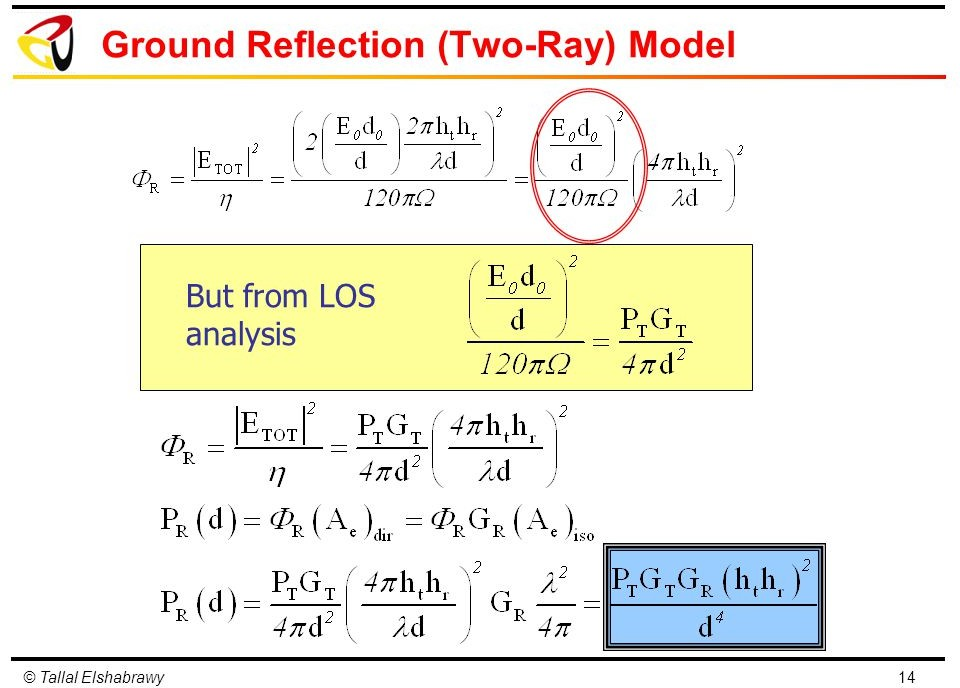 Ground Reflection (Two-Ray) Model
Φ_R = |E_TOT|^2 / η = (2 (E_0 d_0 / d) 2π h_t h_r / λd)^2 / 120πΩ = (E_0 d_0 / d)^2 / 120πΩ (4π h_t h_r / λd)^2
But from LOS
analysis
(E_0 d_0 / d)^2 / 120πΩ = P_T G_T / 4πd^2
Φ_R = |E_TOT|^2 / η = P_T G_T / 4πd^2 (4π h_t h_r / λd)^2
P_R (d) = Φ_R (A_e)_dir = Φ_R G_R (A_e)_iso
P_R (d) = P_T G_T / 4πd^2 (4π h_t h_r / λd)^2 G_R λ^2 / 4π = P_T G_T G_R (h_t h_r)^2 / d^4
© Tallal Elshabrawy
14